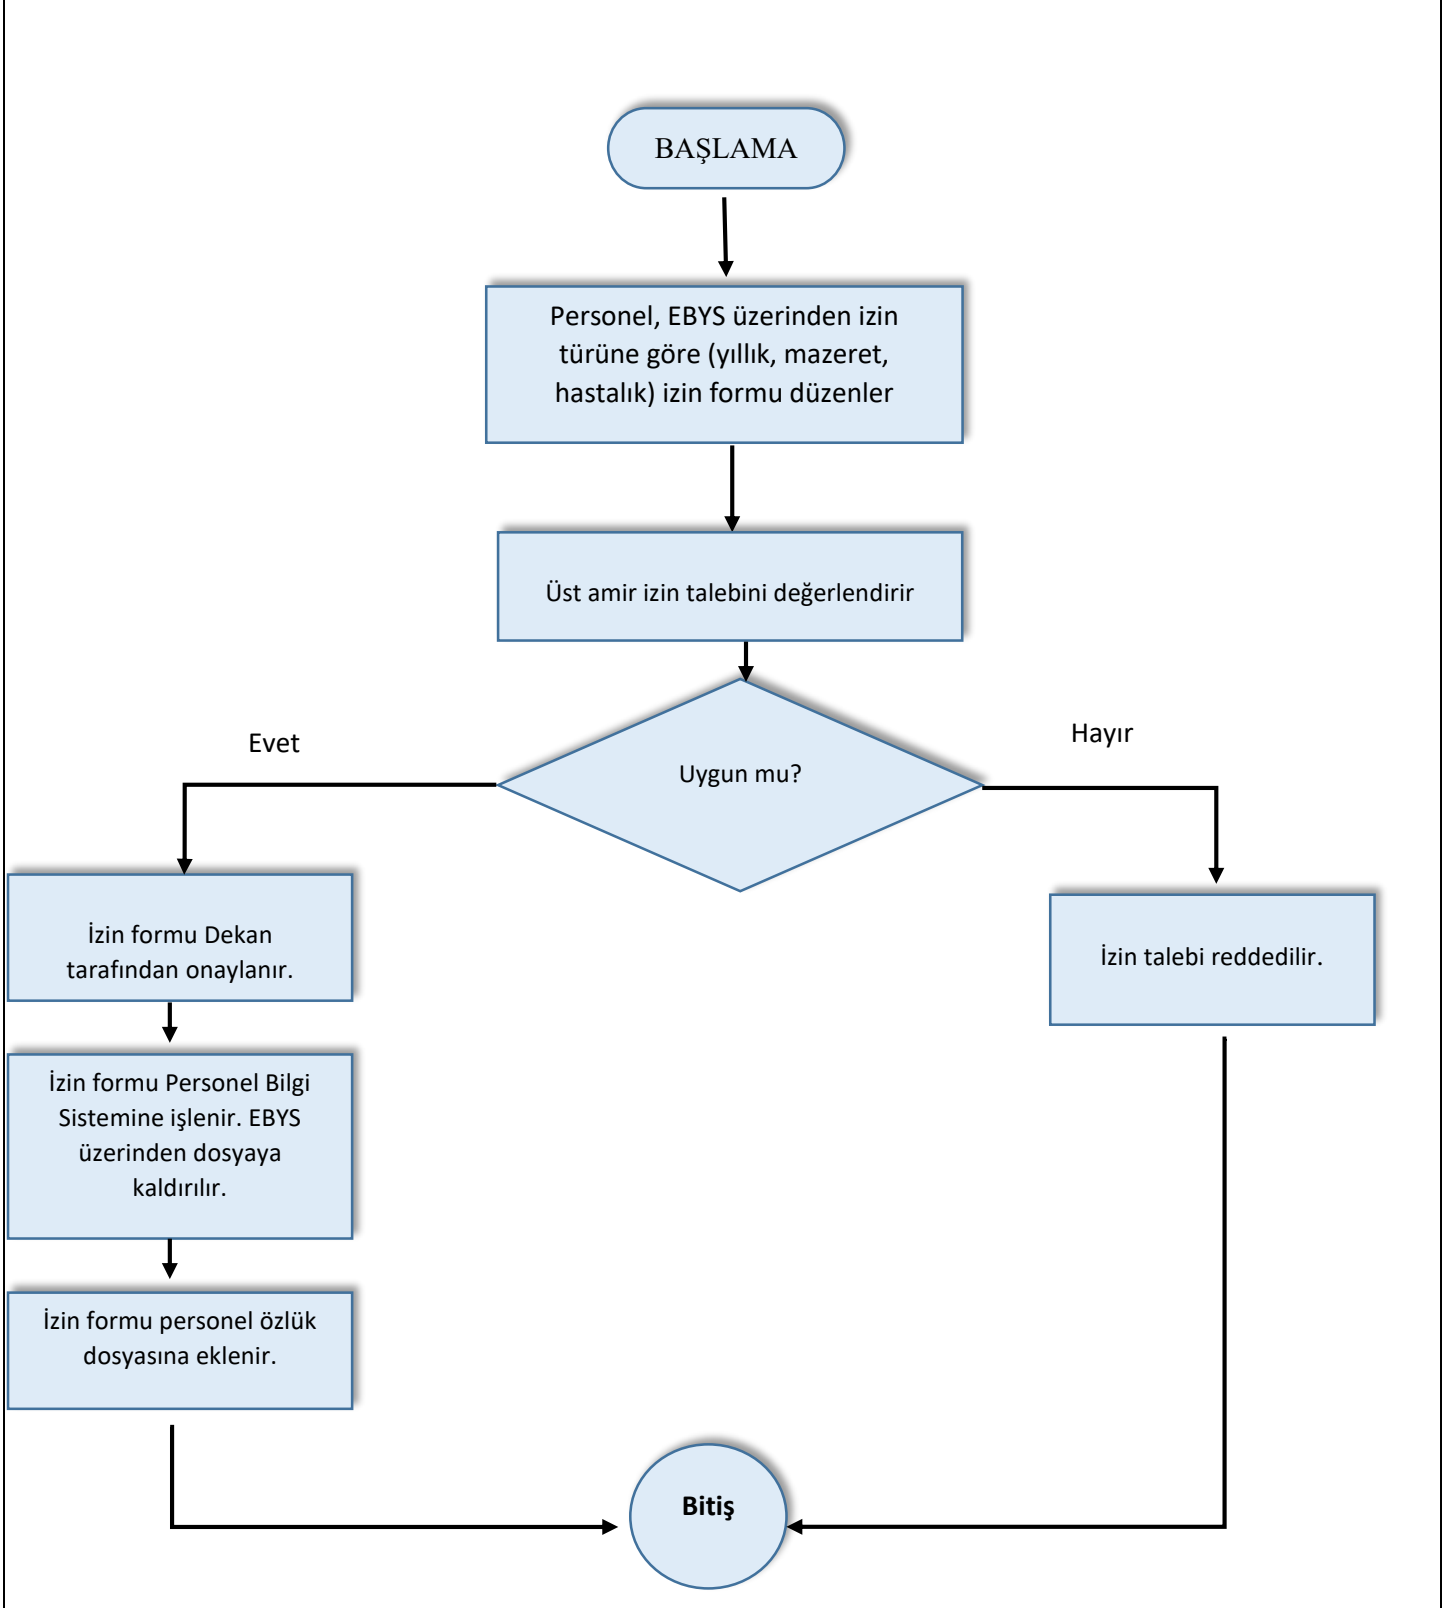 BAŞLAMA
Personel, EBYS üzerinden izin
türüne göre (yıllık, mazeret,
hastalık) izin formu düzenler
Üst amir izin talebini değerlendirir
Uygun mu?
Evet
Hayır
İzin formu Dekan
tarafından onaylanır.
İzin talebi reddedilir.
İzin formu Personel Bilgi
Sistemine işlenir. EBYS
üzerinden dosyaya
kaldırılır.
İzin formu personel özlük
dosyasına eklenir.
Bitiş